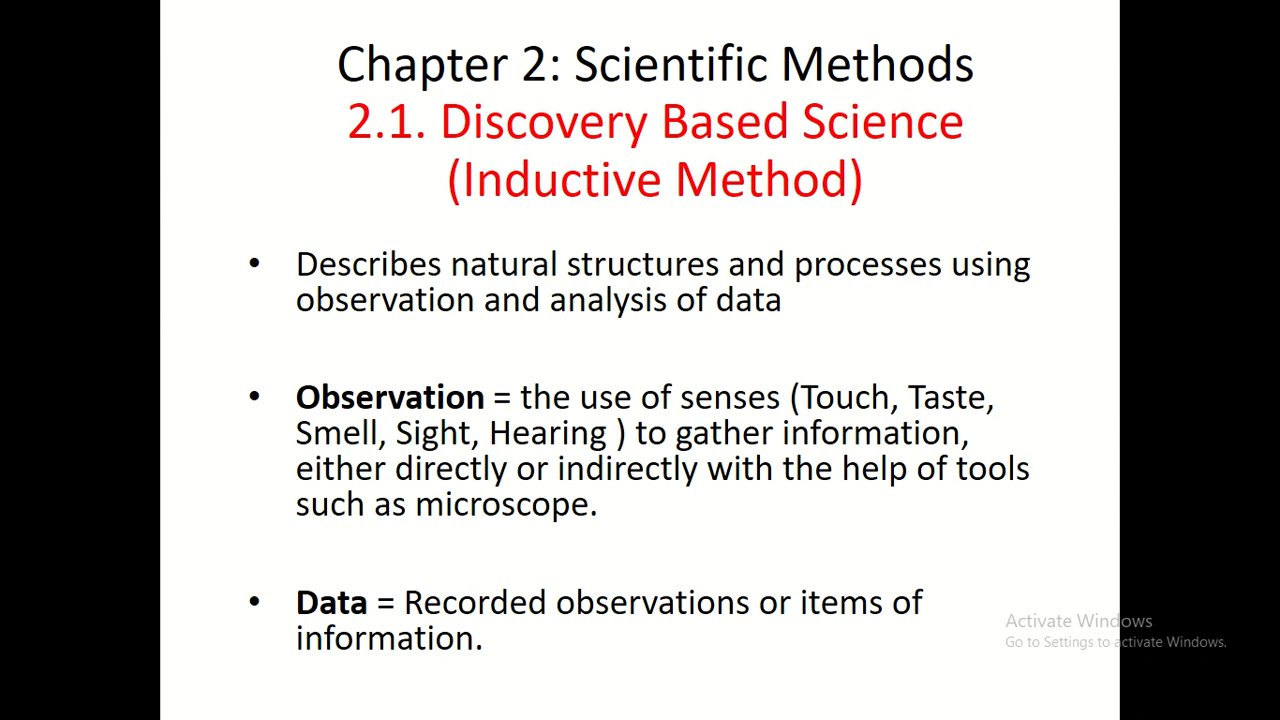 Chapter 2: Scientific Methods
2.1. Discovery Based Science
(Inductive Method)
• Describes natural structures and processes using
observation and analysis of data
• Observation = the use of senses (Touch, Taste,
Smell, Sight, Hearing ) to gather information,
either directly or indirectly with the help of tools
such as microscope.
• Data = Recorded observations or items of
information.
Activate Windows
Go to Settings to activate Windows.